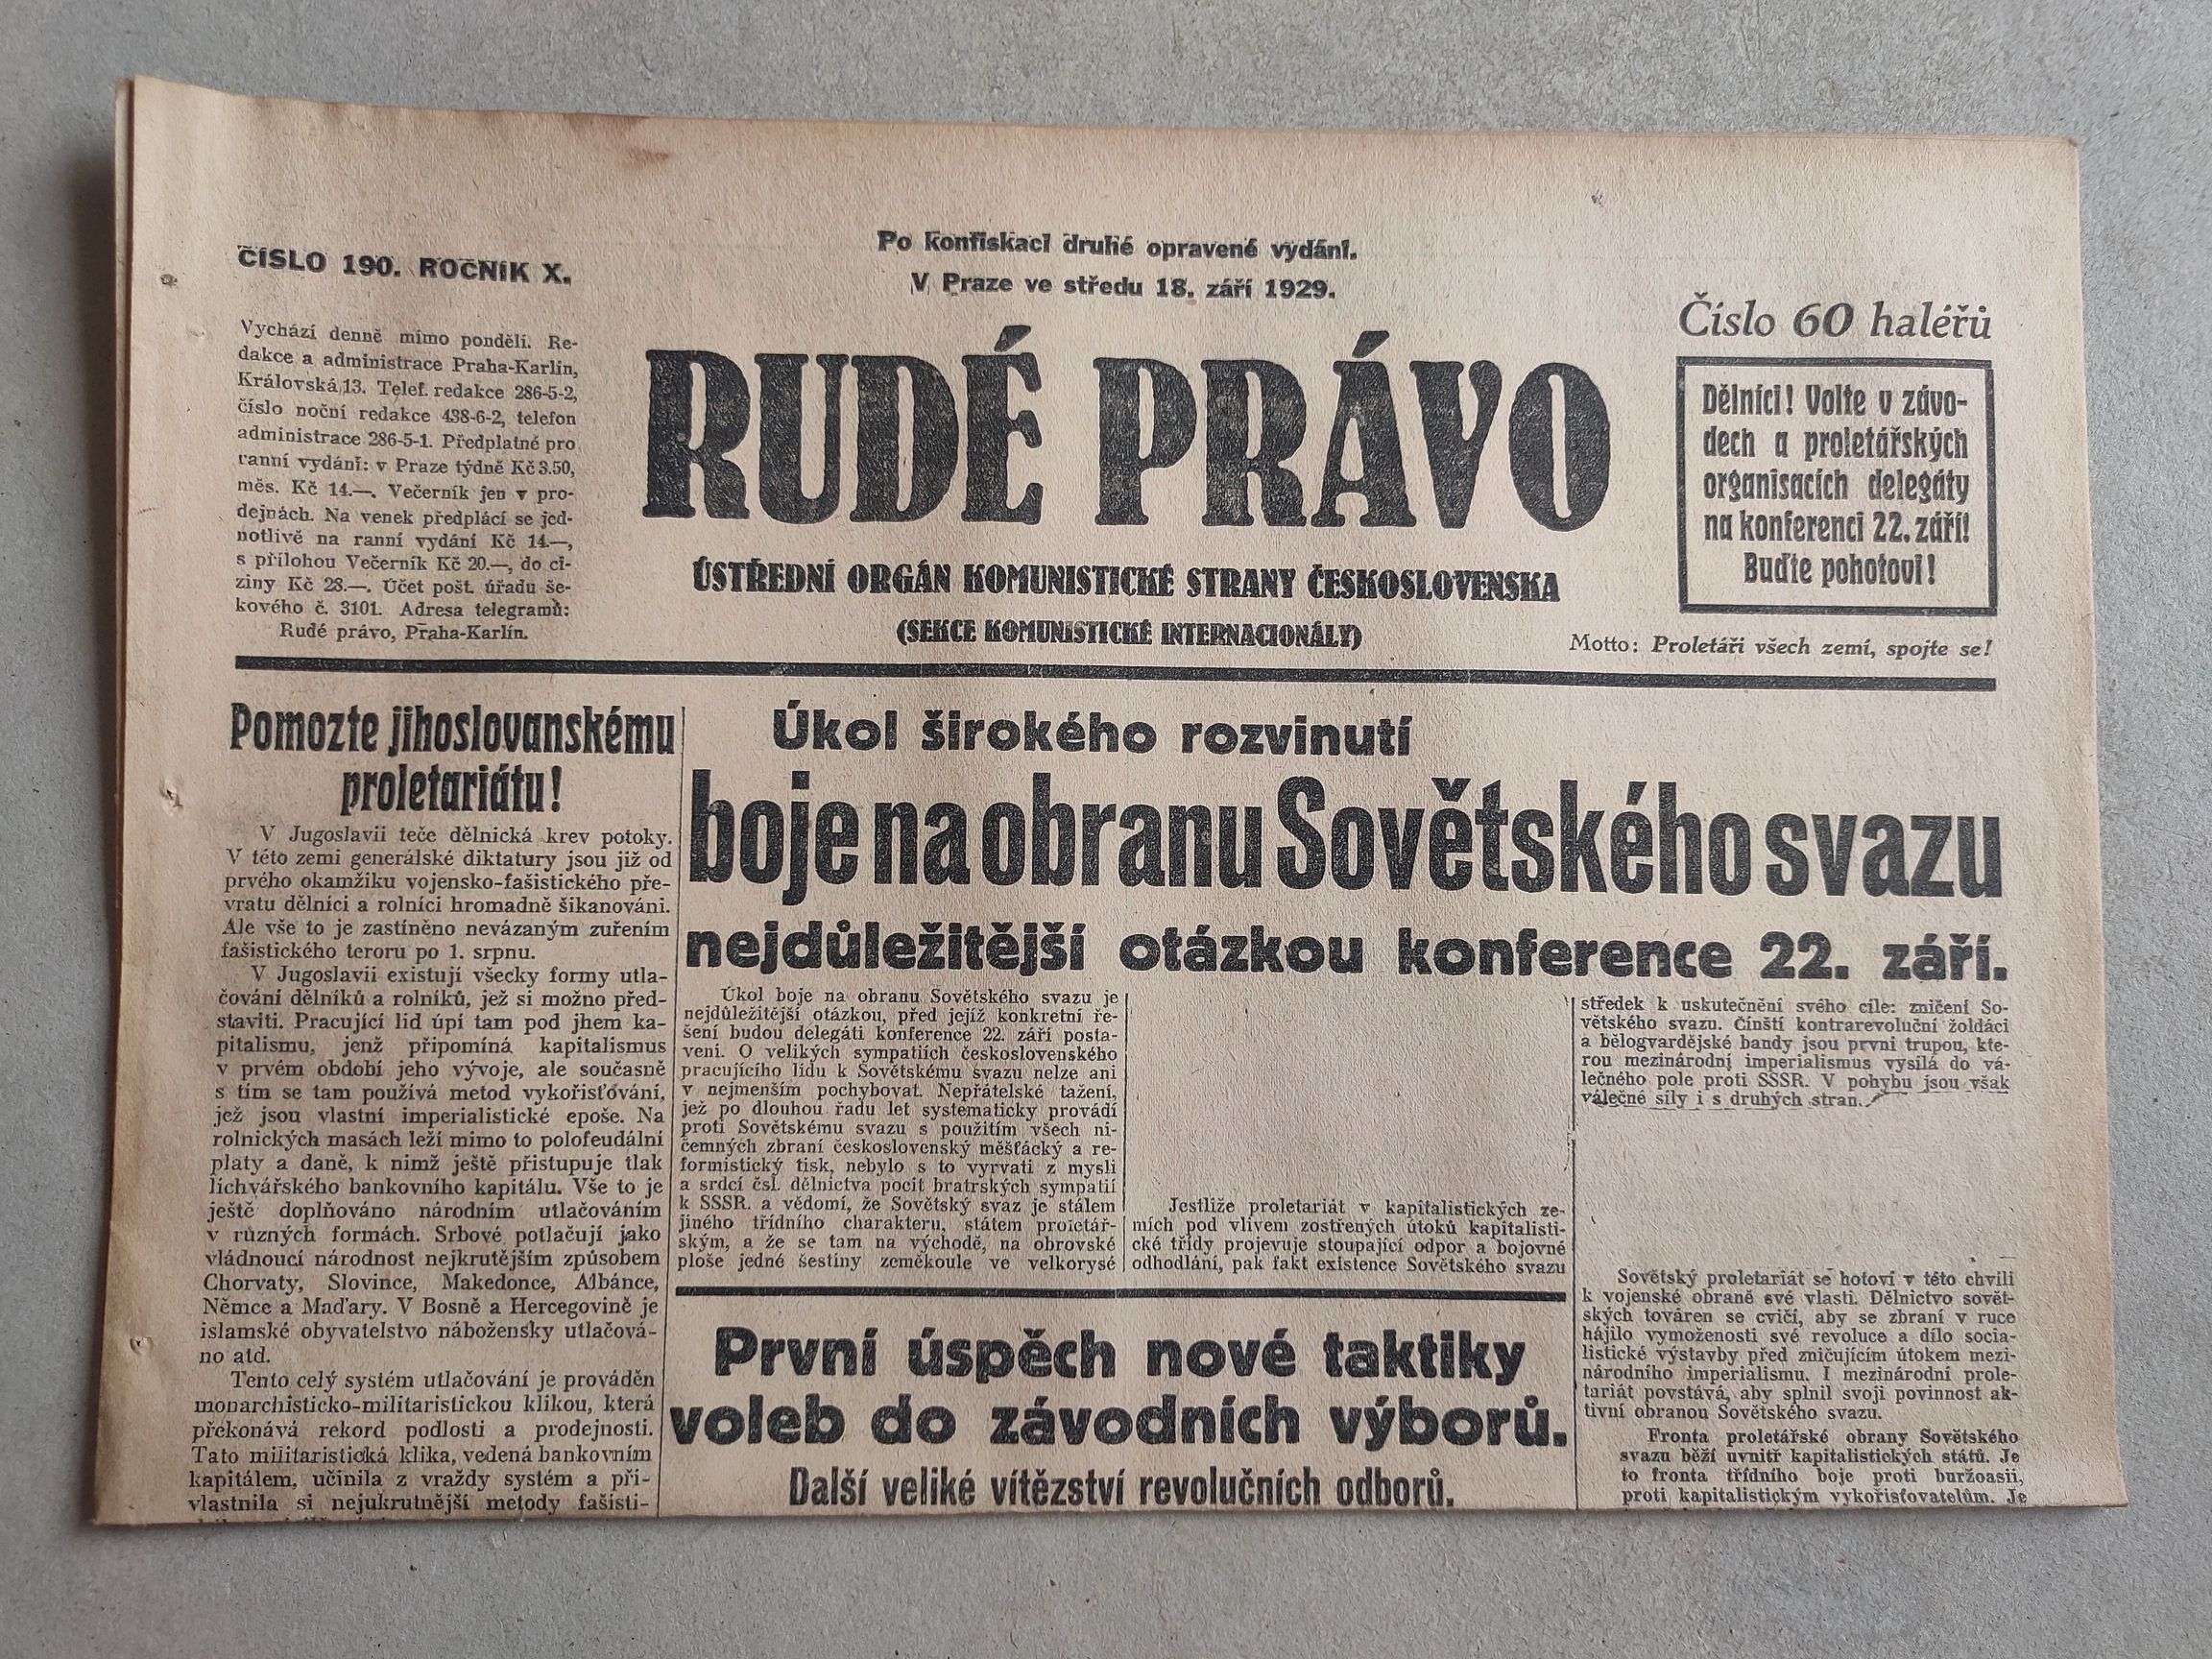 ČÍSLO 190. ROČNÍK X.
Po konfiskaci druhé opravené vydání.
V Praze ve středu 18. září 1929.
Vychází denně mimo pondělí. Re-
dakce a administrace Praha-Karlín,
Královská 13. Telef. redakce 286-5-2,
číslo noční redakce 438-6-2, telefon
administrace 286-5-1. Předplatné pro
ranní vydání: v Praze týdně Kč 3.50,
měs. Kč 14.—. Večerník jen v pro-
dejnách. Na venek předplácí se jed-
notlivě na ranní vydání Kč 14.—,
s přílohou Večerník Kč 20.—, do ci-
ziny Kč 28.—. Účet pošt. úřadu še-
kového č. 3101. Adresa telegramů:
Rudé právo, Praha-Karlín.
RUDÉ PRÁVO
ÚSTŘEDNÍ ORGÁN KOMUNISTICKÉ STRANY ČESKOSLOVENSKA
(SEKCE KOMUNISTICKÉ INTERNACIONÁLY)
Číslo 60 haléřů
Dělníci! Volte v závo-
dech a proletářských
organisacích delegáty
na konferenci 22. září!
Buďte pohotovi!
Motto: Proletáři všech zemí, spojte se!
Pomozte jihoslovanskému
proletariátu!
V Jugoslavii teče dělnická krev potoky.
V této zemi generálské diktatury jsou již od
prvého okamžiku vojensko-fašistického pře-
vratu dělníci a rolníci hromadně šikanováni.
Ale vše to je zastíněno nevázaným zuřením
fašistického teroru po 1. srpnu.
V Jugoslavii existují všecky formy utla-
čování dělníků a rolníků, jež si možno před-
staviti. Pracující lid úpí tam pod jhem ka-
pitalismu, jenž připomíná kapitalismus
v prvém období jeho vývoje, ale současně
s tím se tam používá metod vykořisťování,
jež jsou vlastní imperialistické epoše. Na
rolnických masách leží mimo to polofeudální
platy a daně, k nimž ještě přistupuje tlak
lichvářského bankovního kapitálu. Vše to je
ještě doplňováno národním utlačováním
v různých formách. Srbové potlačují jako
vládnoucí národnost nejkrutějším způsobem
Chorvaty, Slovince, Makedonce, Albánce,
Němce a Maďary. V Bosně a Hercegovině je
islamské obyvatelstvo nábožensky utlačová-
no atd.
Tento celý systém utlačování je prováděn
monarchisticko-militaristickou klikou, která
překonává rekord podlosti a prodejnosti.
Tato militaristická klika, vedená bankovním
kapitálem, učinila z vraždy systém a při-
vlastnila si nejukrutnější metody fašisti-
Úkol širokého rozvinutí
boje na obranu Sovětského svazu
nejdůležitější otázkou konference 22. září.
Úkol boje na obranu Sovětského svazu je
nejdůležitější otázkou, před jejíž konkretní ře-
šení budou delegáti konference 22. září posta-
veni. O velikých sympatiích československého
pracujícího lidu k Sovětskému svazu nelze ani
v nejmenším pochybovat. Nepřátelské tažení,
jež po dlouhou řadu let systematicky provádí
proti Sovětskému svazu s použitím všech ni-
čemných zbraní československý měšťácký a re-
formistický tisk, nebylo s to vyrvati z mysli
a srdcí čsl. dělnictva pocit bratrských sympatií
k SSSR. a vědomí, že Sovětský svaz je stálem
jiného třídního charakteru, státem proletář-
ským, a že se tam na východě, na obrovské
ploše jedné šestiny zeměkoule ve velkorysé
Jestliže proletariát v kapitalistických ze-
mích pod vlivem zostřených útoků kapitalisti-
cké třídy projevuje stoupající odpor a bojovné
odhodlání, pak fakt existence Sovětského svazu
středek k uskutečnění svého cíle: zničení So-
větského svazu. Čínští kontrarevoluční žoldáci
a bělogvardějské bandy jsou první trupou, kte-
rou mezinárodní imperialismus vysílá do vá-
lečného pole proti SSSR. V pohybu jsou však
válečné síly i s druhých stran.
Sovětský proletariát se hotoví v této chvíli
k vojenské obraně své vlasti. Dělnictvo sovět-
ských továren se cvičí, aby se zbraní v ruce
hájilo vymoženosti své revoluce a dílo socia-
listické výstavby před zničujícím útokem mezi-
národního imperialismu. I mezinárodní prole-
tariát povstává, aby splnil svoji povinnost ak-
tivní obranou Sovětského svazu.
Fronta proletářské obrany Sovětského
svazu běží uvnitř kapitalistických států. Je
to fronta třídního boje proti buržoasii,
proti kapitalistickým vykořisťovatelům. Je
První úspěch nové taktiky
voleb do závodních výborů.
Další veliké vítězství revolučních odborů.